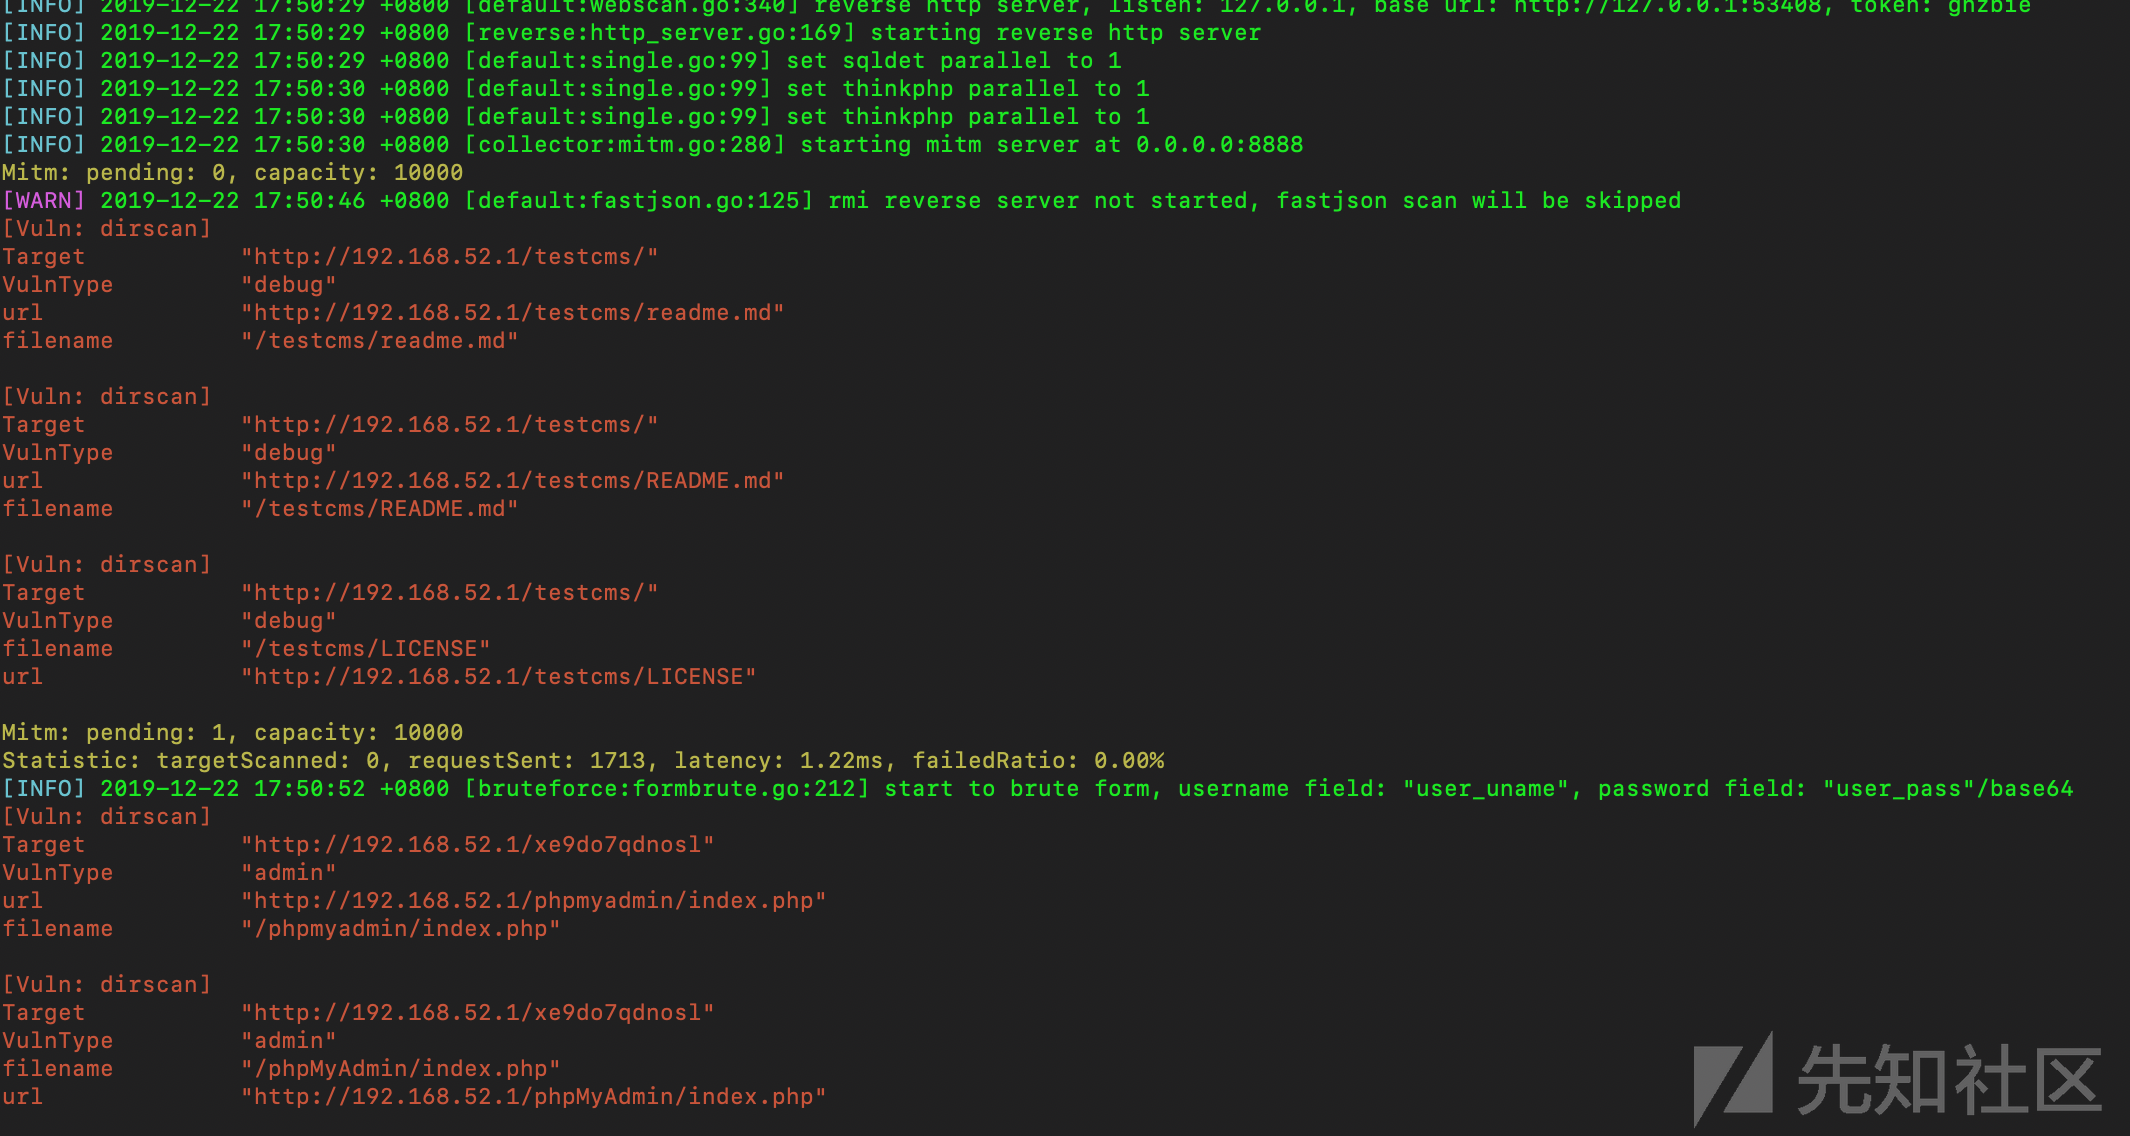 [INFO] 2019-12-22 17:50:29 +0800 [default:webscan.go:340] reverse http server, listen: 127.0.0.1, base url: http://127.0.0.1:53408, token: ghzbie
[INFO] 2019-12-22 17:50:29 +0800 [reverse:http_server.go:169] starting reverse http server
[INFO] 2019-12-22 17:50:29 +0800 [default:single.go:99] set sqldet parallel to 1
[INFO] 2019-12-22 17:50:30 +0800 [default:single.go:99] set thinkphp parallel to 1
[INFO] 2019-12-22 17:50:30 +0800 [default:single.go:99] set thinkphp parallel to 1
[INFO] 2019-12-22 17:50:30 +0800 [collector:mitm.go:280] starting mitm server at 0.0.0.0:8888
Mitm: pending: 0, capacity: 10000
[WARN] 2019-12-22 17:50:46 +0800 [default:fastjson.go:125] rmi reverse server not started, fastjson scan will be skipped
[Vuln: dirscan]
Target "http://192.168.52.1/testcms/"
VulnType "debug"
url "http://192.168.52.1/testcms/readme.md"
filename "/testcms/readme.md"
[Vuln: dirscan]
Target "http://192.168.52.1/testcms/"
VulnType "debug"
url "http://192.168.52.1/testcms/README.md"
filename "/testcms/README.md"
[Vuln: dirscan]
Target "http://192.168.52.1/testcms/"
VulnType "debug"
filename "/testcms/LICENSE"
url "http://192.168.52.1/testcms/LICENSE"
Mitm: pending: 1, capacity: 10000
Statistic: targetScanned: 0, requestSent: 1713, latency: 1.22ms, failedRatio: 0.00%
[INFO] 2019-12-22 17:50:52 +0800 [bruteforce:formbrute.go:212] start to brute form, username field: "user_uname", password field: "user_pass"/base64
[Vuln: dirscan]
Target "http://192.168.52.1/xe9do7qdnosl"
VulnType "admin"
url "http://192.168.52.1/phpmyadmin/index.php"
filename "/phpmyadmin/index.php"
[Vuln: dirscan]
Target "http://192.168.52.1/xe9do7qdnosl"
VulnType "admin"
filename "/phpMyAdmin/index.php"
url "http://192.168.52.1/phpMyAdmin/index.php"
先知社区